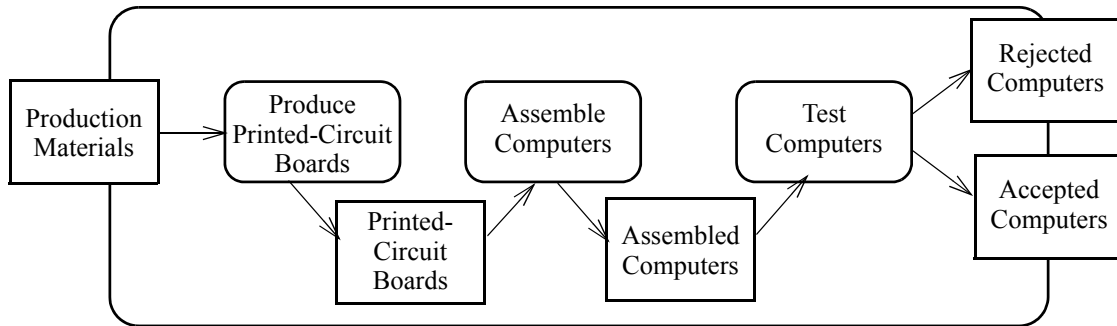 Production
Materials
Produce
Printed-Circuit
Boards
Printed-
Circuit
Boards
Assemble
Computers
Assembled
Computers
Test
Computers
Rejected
Computers
Accepted
Computers